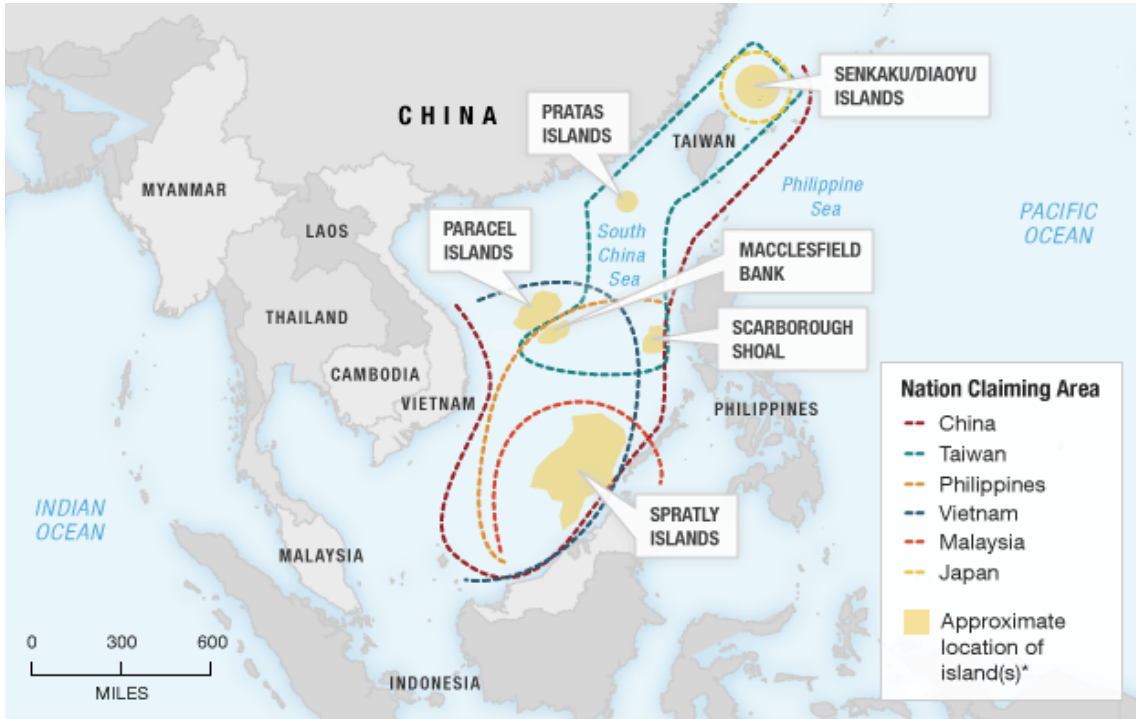 SENKAKU/DIAOYU
ISLANDS
CHINA
PRATAS
ISLANDS
TAIWAN
MYANMAR
Philippine
Sea
PACIFIC
OCEAN
LAOS
PARACEL
ISLANDS
South
China
Sea
MACCLESFIELD
BANK
THAILAND
SCARBOROUGH
SHOAL
CAMBODIA
VIETNAM
PHILIPPINES
Nation Claiming Area
China
Taiwan
Philippines
Vietnam
Malaysia
Japan
Approximate
location of
island(s)*
INDIAN
OCEAN
SPRATLY
ISLANDS
MALAYSIA
0 300 600
MILES
INDONESIA